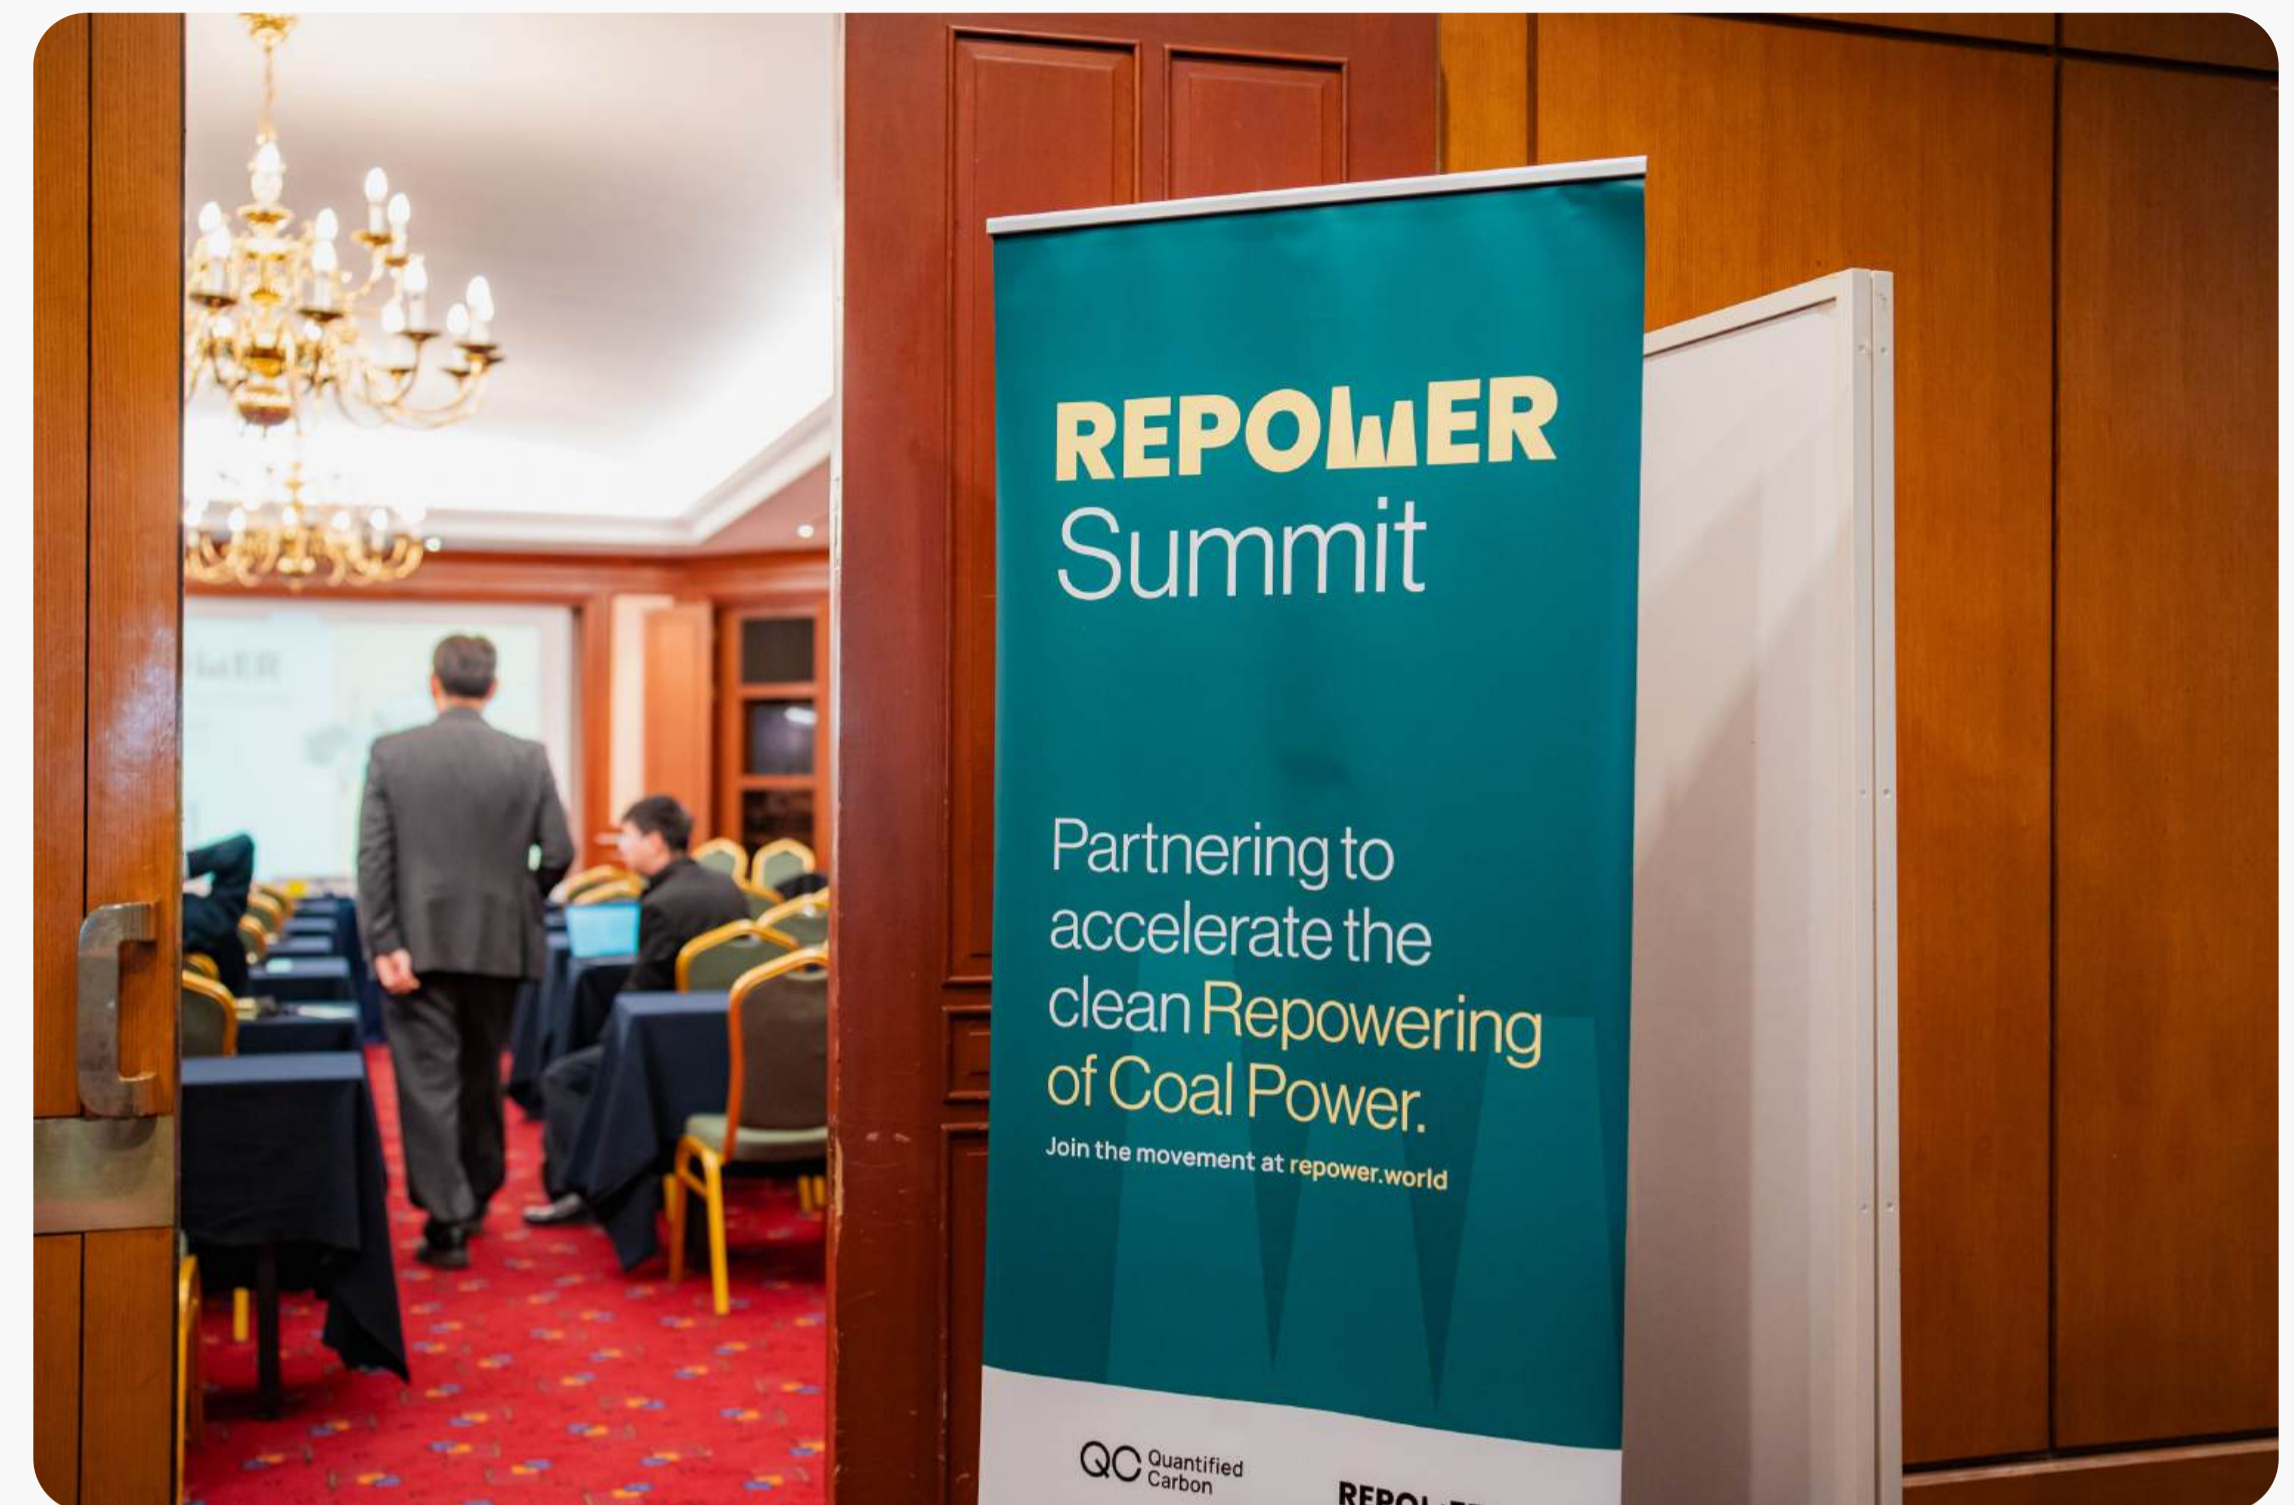 REPOWER
Summit
Partnering to
accelerate the
clean Repowering
of Coal Power.
Join the movement at repower.world
QC Quantified
Carbon